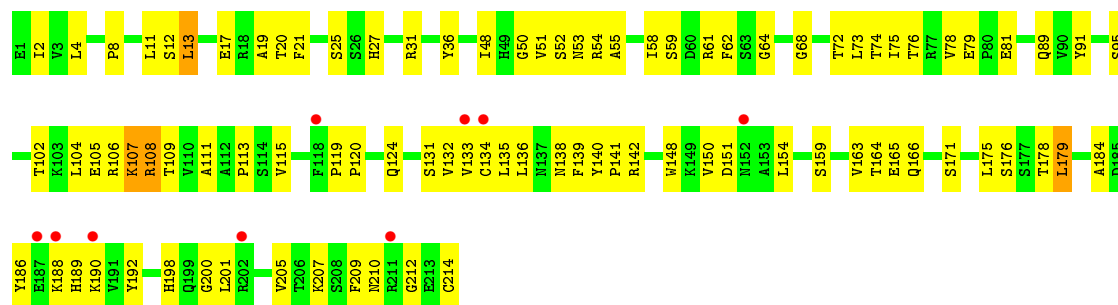 E1 I2 V3 L4 P8 L11 S12 L13 E17 R18 A19 T20 F21 S25 S26 H27 R31 Y36 I48 H49 G50 V51 S52 N53 R54 A55 I58 S59 D60 R61 F62 S63 G64 G68 T72 L73 T74 I75 T76 R77 V78 E79 P80 E81 Q89 V90 Y91
T102 K103 L104 E105 R106 K107 R108 T109 V110 A111 A112 P113 S114 V115 F118 P119 P120 Q124 S131 V132 V133 C134 L135 L136 N137 N138 F139 Y140 P141 R142 W148 K149 V150 D151 N152 A153 L154 S159 V163 T164 E165 Q166 S171 L175 S176 S177 T178 L179 A184
Y186 E187 K188 H189 K190 V191 Y192 H198 Q199 G200 L201 R202 V205 T206 K207 S208 F209 N210 R211 G212 E213 C214